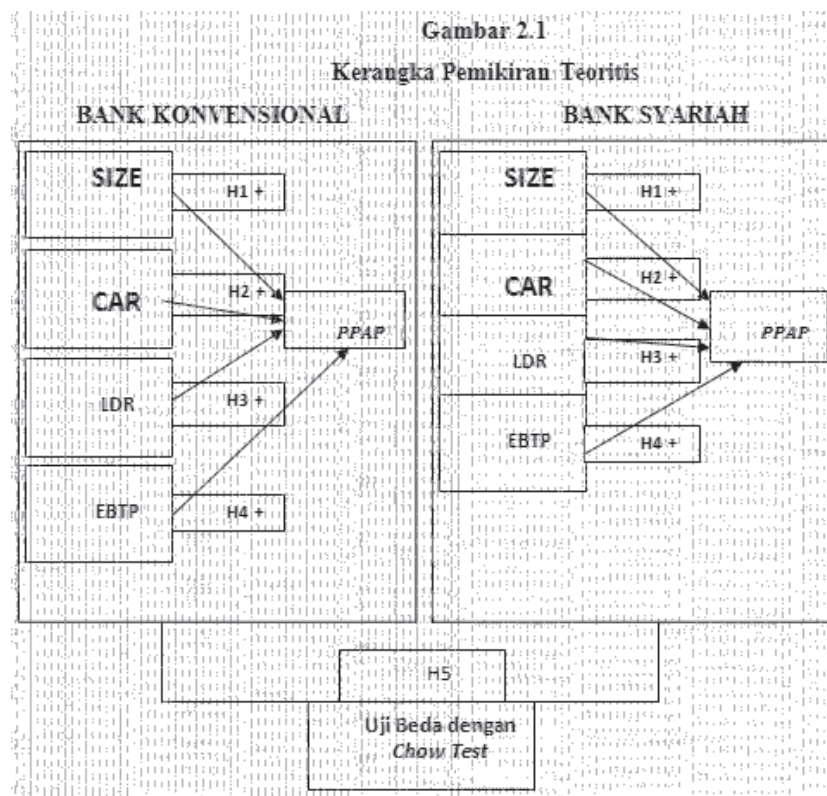 Gambar 2.1
Kerangka Pemikiran Teoritis
BANK KONVENSIONAL
SIZE
H1 +
CAR
H2 +
PPAP
LDR
H3 +
EBTP
H4 +
BANK SYARIAH
SIZE
H1 +
CAR
H2 +
PPAP
LDR
H3 +
EBTP
H4 +
H5
Uji Beda dengan
Chow Test